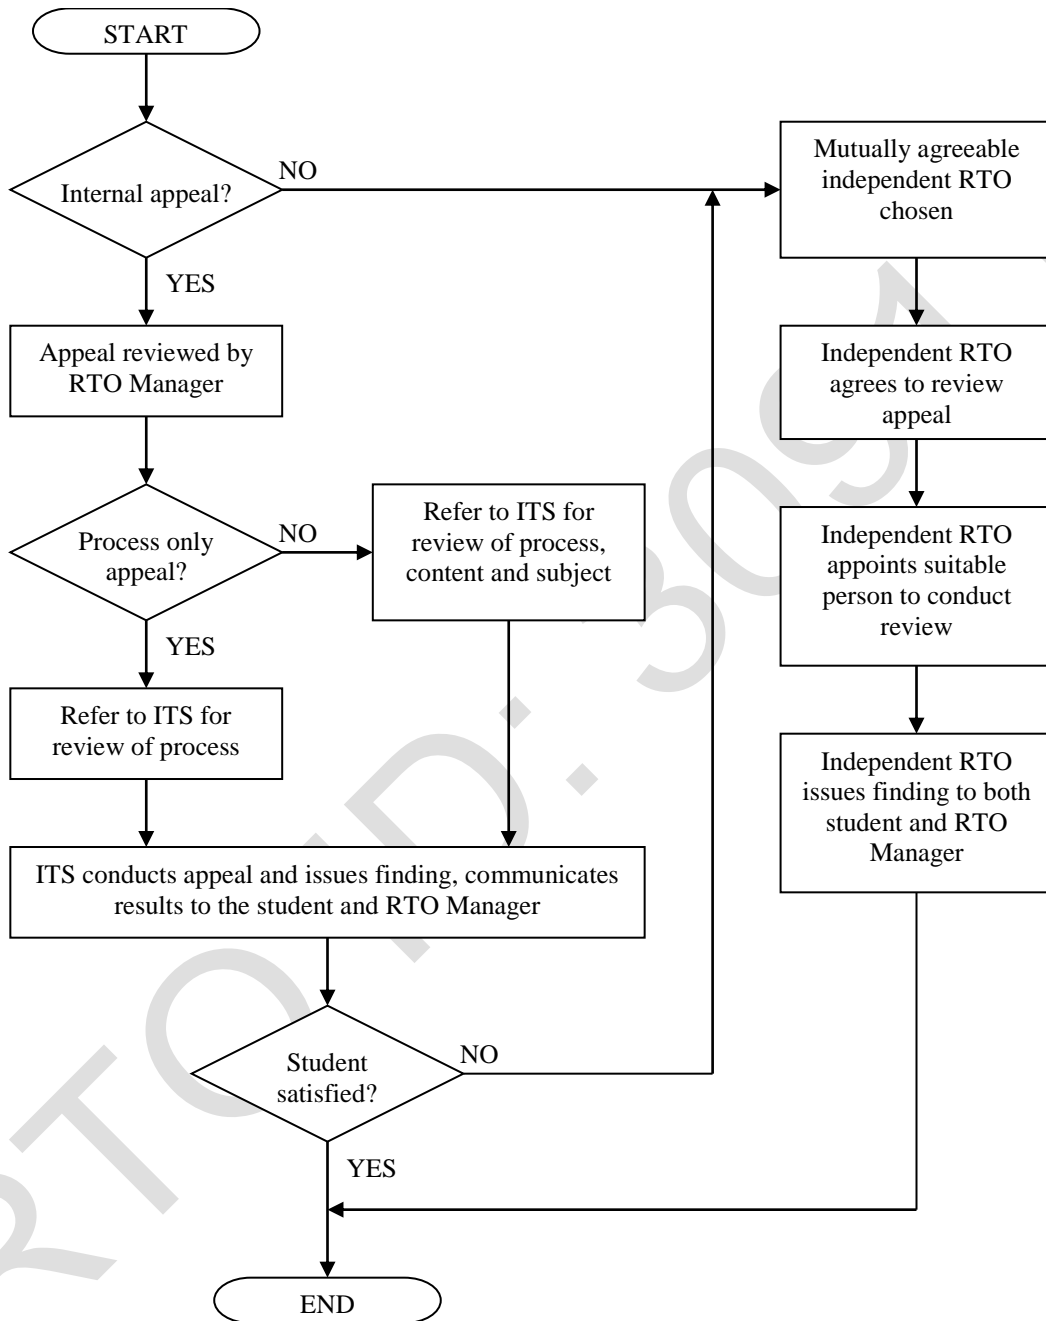 START
Internal appeal?
NO
YES
Appeal reviewed by
RTO Manager
Process only
appeal?
NO
YES
Refer to ITS for
review of process,
content and subject
Refer to ITS for
review of process
ITS conducts appeal and issues finding, communicates
results to the student and RTO Manager
Student
satisfied?
NO
YES
END
Mutually agreeable
independent RTO
chosen
Independent RTO
agrees to review
appeal
Independent RTO
appoints suitable
person to conduct
review
Independent RTO
issues finding to both
student and RTO
Manager
RTO ID: 3091